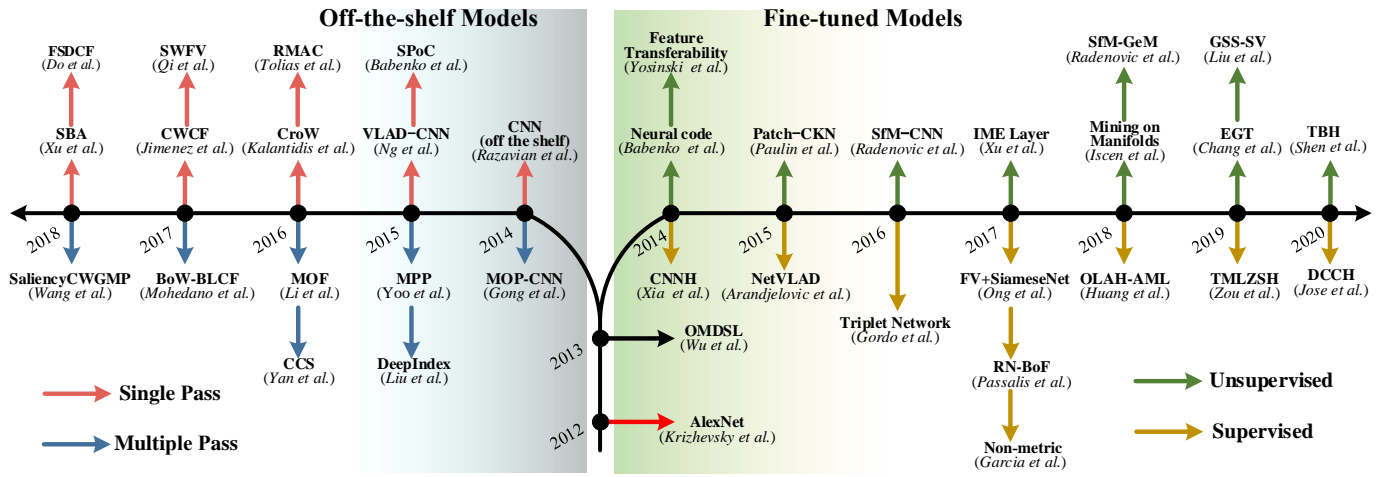 Off-the-shelf Models
Fine-tuned Models
FSDCF
(Do et al.)
SWFV
(Qi et al.)
RMAC
(Tolias et al.)
SPoC
(Babenko et al.)
Feature
Transferability
(Yosinski et al.)
SfM-GeM
(Radenovic et al.)
GSS-SV
(Liu et al.)
SBA
(Xu et al.)
CWCF
(Jimenez et al.)
CroW
(Kalantidis et al.)
VLAD-CNN
(Ng et al.)
CNN
(off the shelf)
(Razavian et al.)
Neural code
(Babenko et al.)
Patch-CKN
(Paulin et al.)
SfM-CNN
(Radenovic et al.)
IME Layer
(Xu et al.)
Mining on
Manifolds
(Iscen et al.)
EGT
(Chang et al.)
TBH
(Shen et al.)
2018
2017
2016
2015
2014
2014
2015
2016
2017
2018
2019
2020
SaliencyCWGMP
(Wang et al.)
BoW-BLCF
(Mohedano et al.)
MOF
(Li et al.)
MPP
(Yoo et al.)
MOP-CNN
(Gong et al.)
CNNH
(Xia et al.)
NetVLAD
(Arandjelovic et al.)
Triplet Network
(Gordo et al.)
FV+SiameseNet
(Ong et al.)
OLAH-AML
(Huang et al.)
TMLZSH
(Zou et al.)
DCCH
(Jose et al.)
2013
OMDSL
(Wu et al.)
CCS
(Yan et al.)
DeepIndex
(Liu et al.)
RN-BoF
(Passalis et al.)
2012
AlexNet
(Krizhevsky et al.)
Non-metric
(Garcia et al.)
Single Pass
Multiple Pass
Unsupervised
Supervised